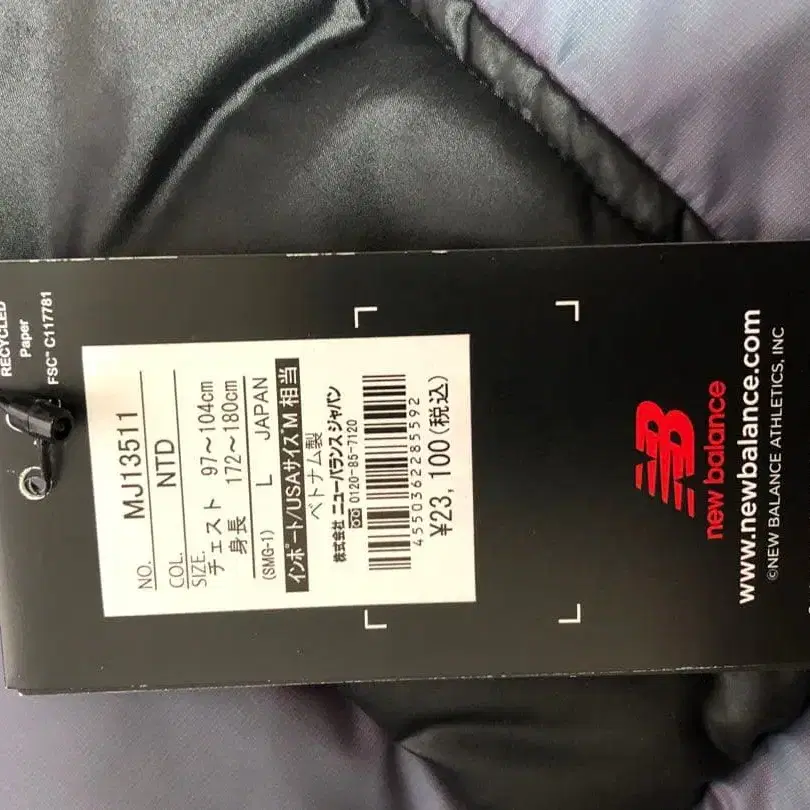 RECYCLED
Paper
FSC™ C117781
NO. MJ13511
COL. NTD
SIZE.
チェスト 97〜104cm
身長 172〜180cm
(SMG-1) L JAPAN
インポート/USAサイズ M 相当
ベトナム製
株式会社 ニューバランス ジャパン
0120-85-7120
4550362285592
¥23,100(税込)
NB
new balance
www.newbalance.com
©NEW BALANCE ATHLETICS, INC